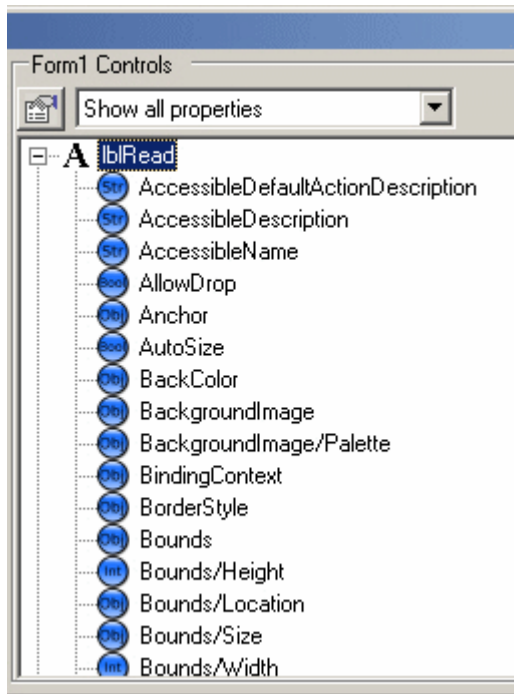 Form1 Controls
Show all properties
A lblRead
Str AccessibleDefaultActionDescription
Str AccessibleDescription
Str AccessibleName
Bool AllowDrop
Obj Anchor
Bool AutoSize
Obj BackColor
Obj BackgroundImage
Obj BackgroundImage/Palette
Obj BindingContext
Obj BorderStyle
Obj Bounds
Int Bounds/Height
Obj Bounds/Location
Obj Bounds/Size
Int Bounds/Width